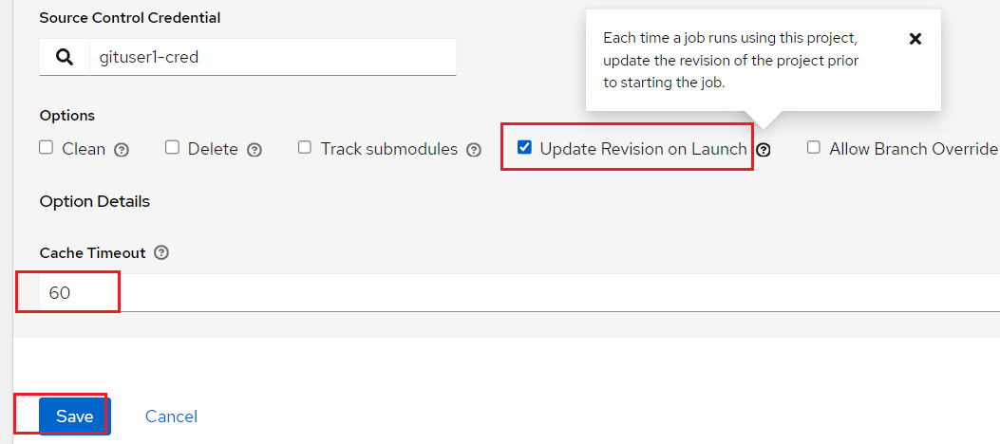 Source Control Credential
Each time a job runs using this project,
update the revision of the project prior
to starting the job.
gituser1-cred
Options
Clean Delete Track submodules Update Revision on Launch Allow Branch Override
Option Details
Cache Timeout
60
Save Cancel